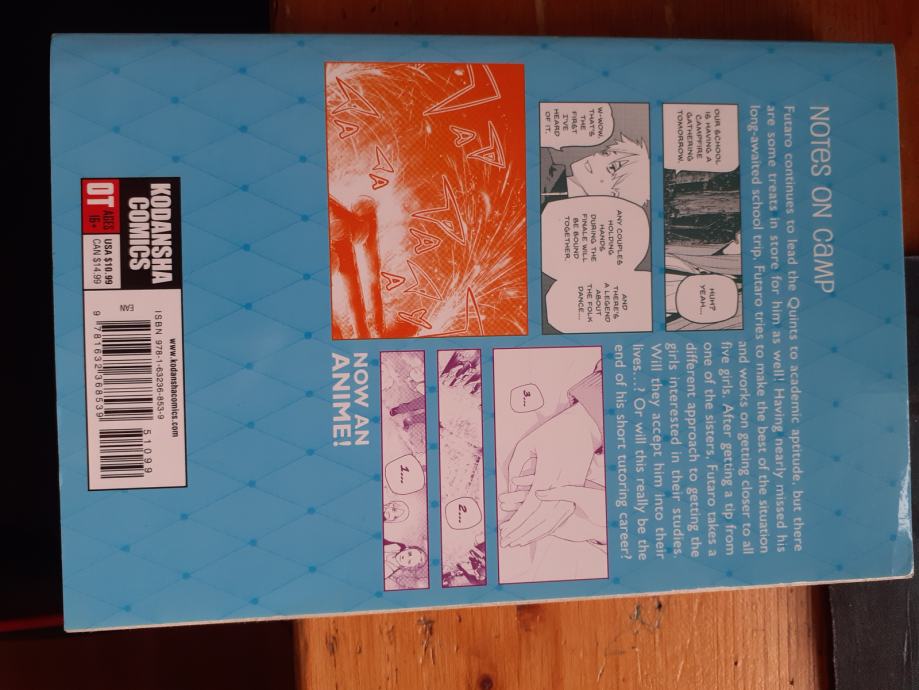 NOTES ON CAMP
Futaro continues to lead the Quints to academic aptitude, but there
are some treats in store for him as well! Having nearly missed his
long-awaited school trip, Futaro tries to make the best of the situation
and works on getting closer to all
five girls. After getting a tip from
one of the sisters, Futaro takes a
different approach to getting the
girls interested in their studies.
Will they accept him into their
lives...? Or will this really be the
end of his short tutoring career?
OUR SCHOOL
IS HAVING A
CAMPFIRE
GATHERING
TOMORROW.
HUH?
YEAH...
W-WOW.
THAT'S
THE
FIRST
I'VE
HEARD
OF IT.
AND
THERE'S
A LEGEND
ABOUT
THE FOLK
DANCE...
ANY COUPLES
HOLDING
HANDS
DURING THE
FINALE WILL
BE BOUND
TOGETHER.
3...
2...
1...
NOW AN
ANIME!
KODANSHA
COMICS
OT
AGES
16+
USA $10.99
CAN $14.99
www.kodanshacomics.com
ISBN 978-1-63236-853-9
EAN
51099
9 781632 368539